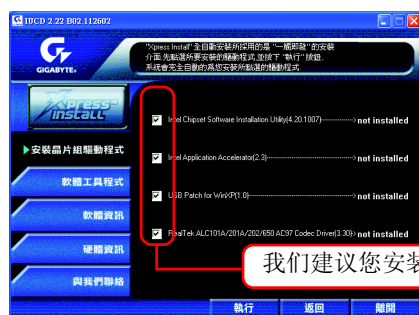 IUCD 2.22 B02.112602
GIGABYTE
"Xpress Install" 全自動安裝所採用的是 "一觸即發" 的安裝
介面,先點選所要安裝的驅動程式,並按下 "執行" 按鈕,
系統會完全自動的為您安裝所點選的驅動程式.
Xpress
Install
Intel Chipset Software Installation Utility(4.20.1007)--------------> not installed
安裝晶片組驅動程式
Intel Application Accelerator(2.3)--------------------------------> not installed
軟體工具程式
USB Patch for WinXP(1.0)--------------------------------------> not installed
軟體資訊
RealTek ALC101A/201A/202/650 AC97 Codec Driver(3.30)> not installed
硬體資訊
我们建议您安装
與我們聯絡
執行 返回 離開